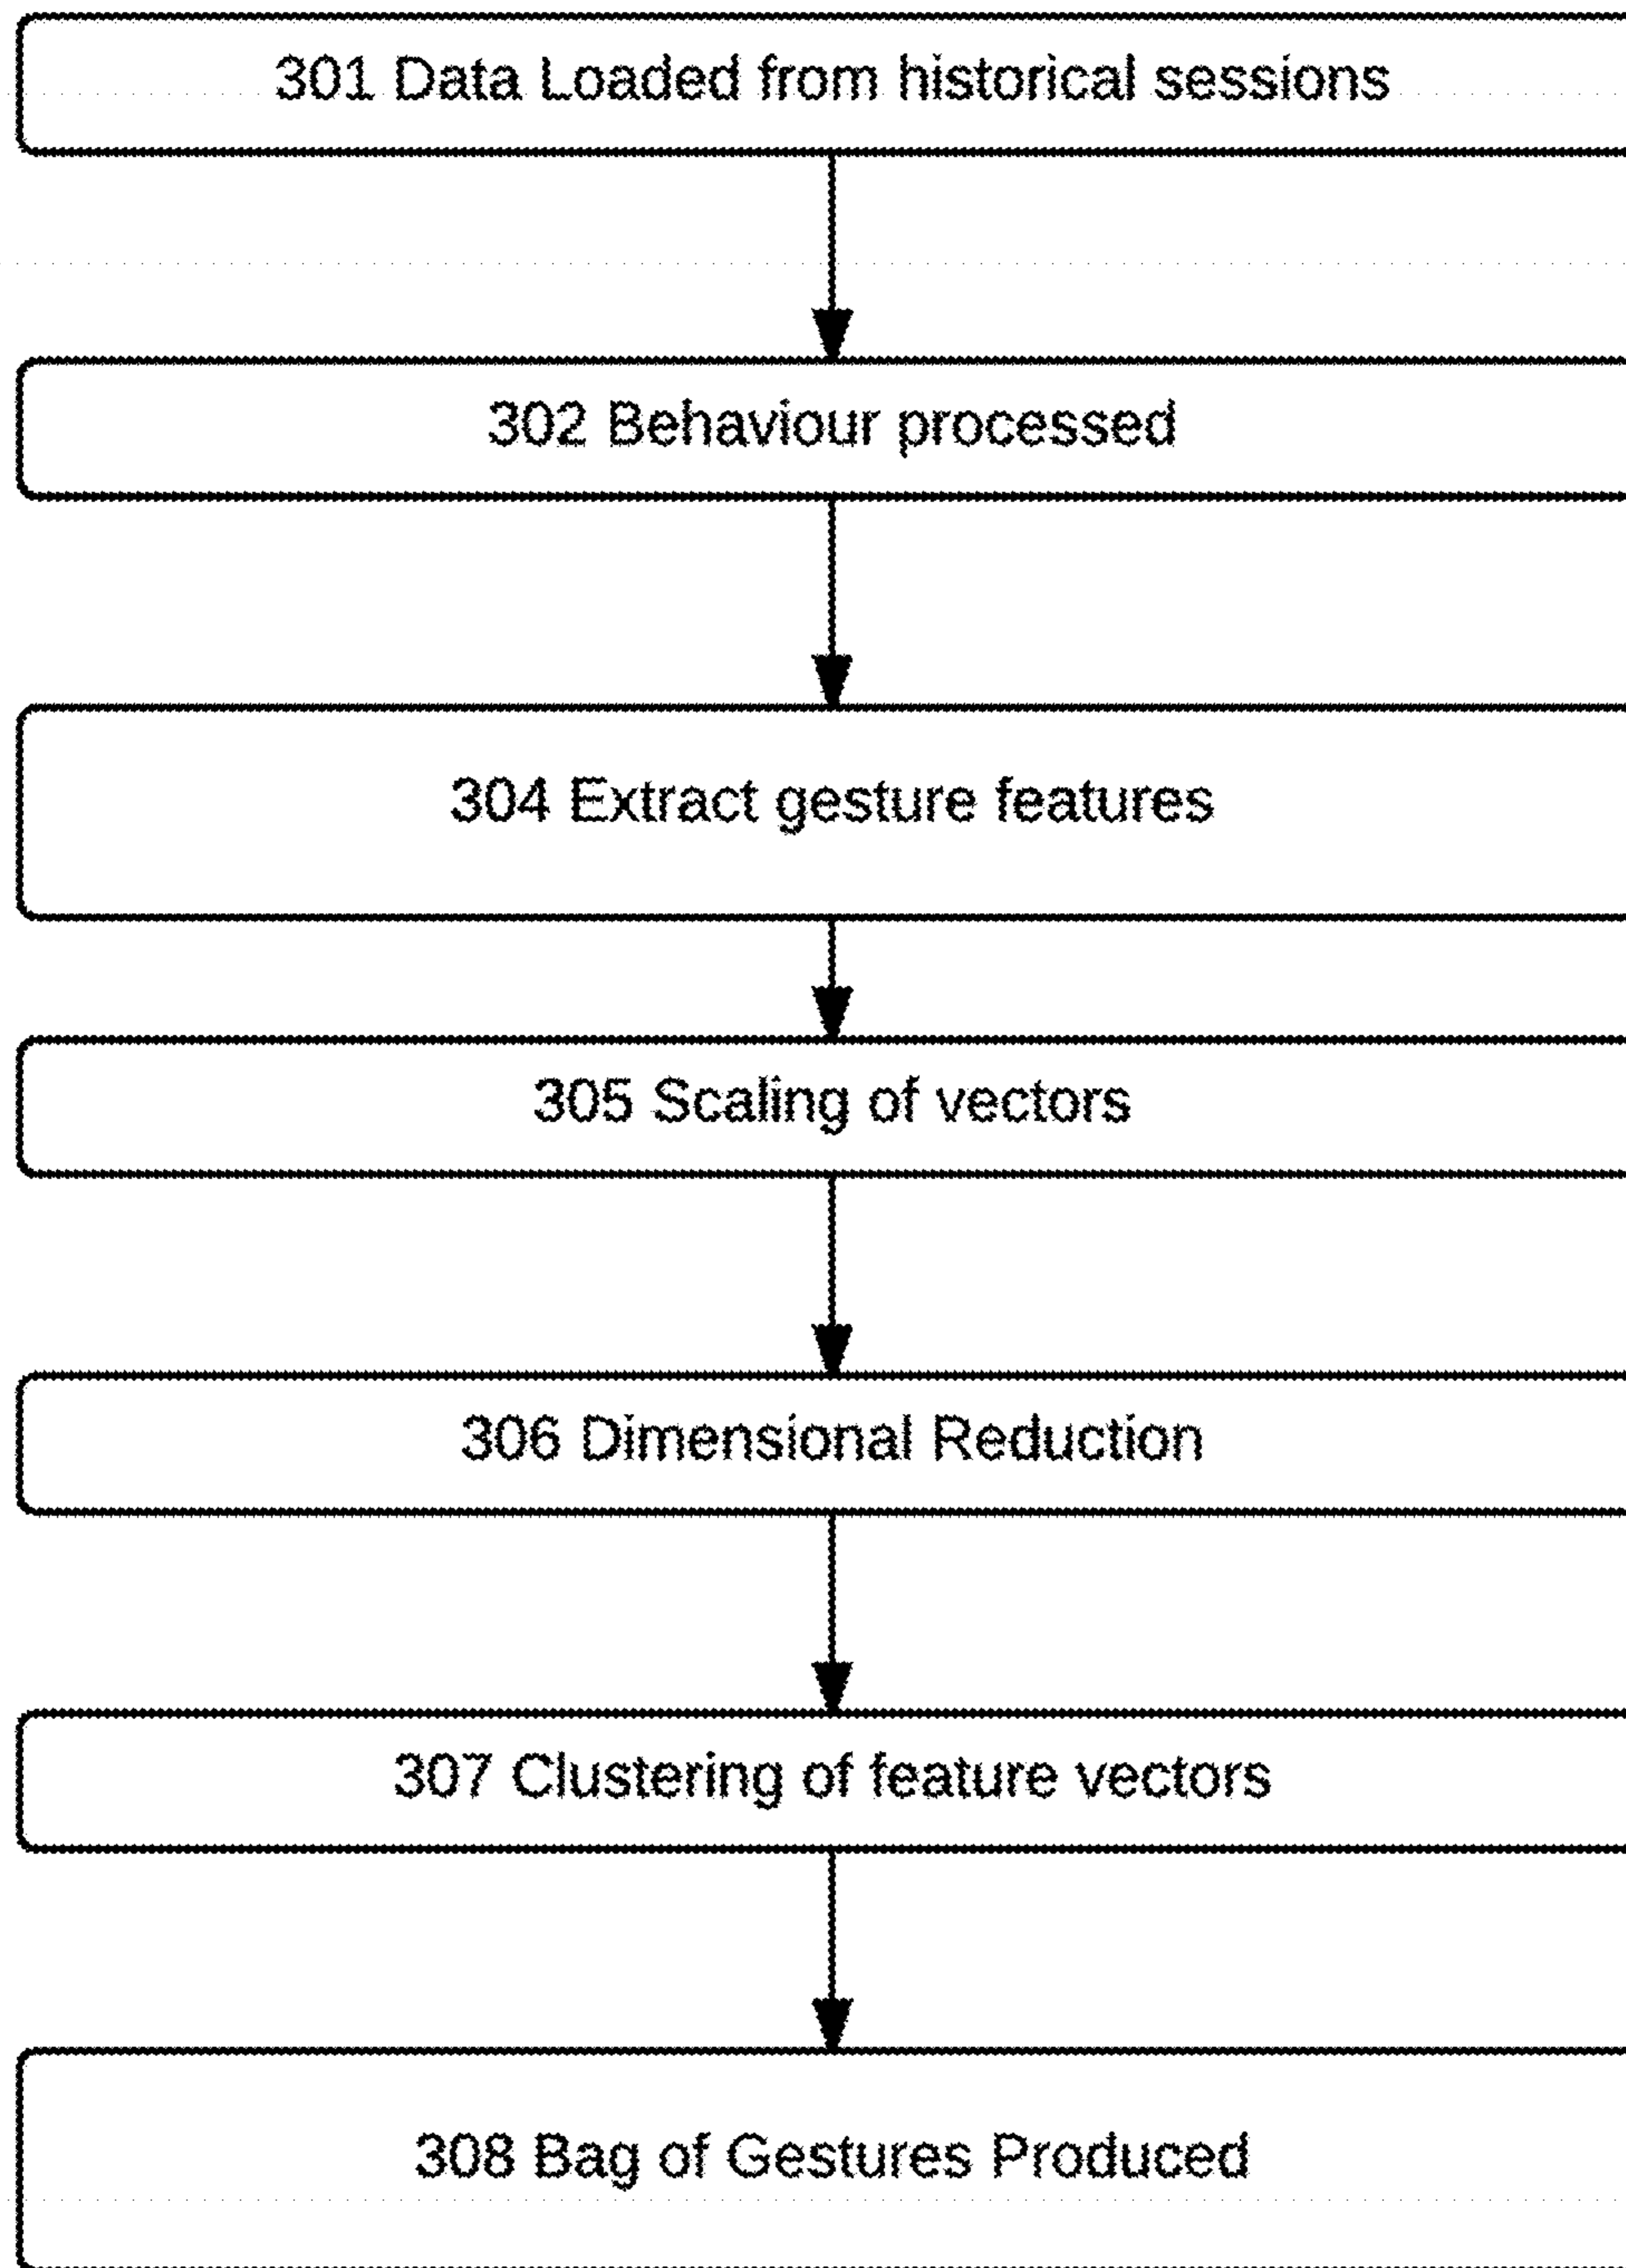 301 Data Loaded from historical sessions
302 Behaviour processed
304 Extract gesture features
305 Scaling of vectors
306 Dimensional Reduction
307 Clustering of feature vectors
308 Bag of Gestures Produced